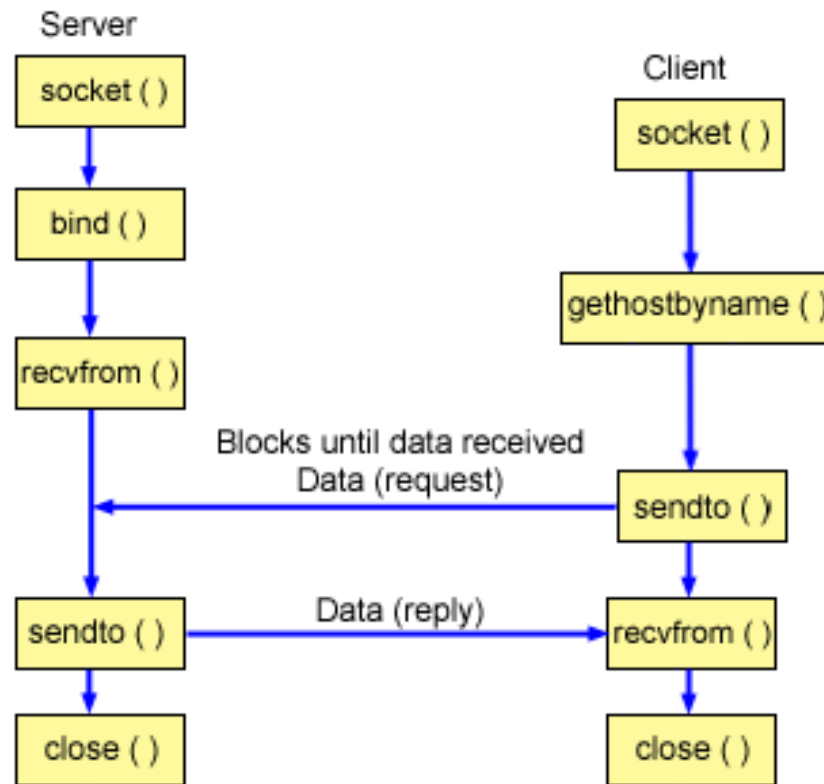 Server
socket ( )
bind ( )
recvfrom ( )
sendto ( )
close ( )
Blocks until data received
Data (request)
Data (reply)
Client
socket ( )
gethostbyname ( )
sendto ( )
recvfrom ( )
close ( )